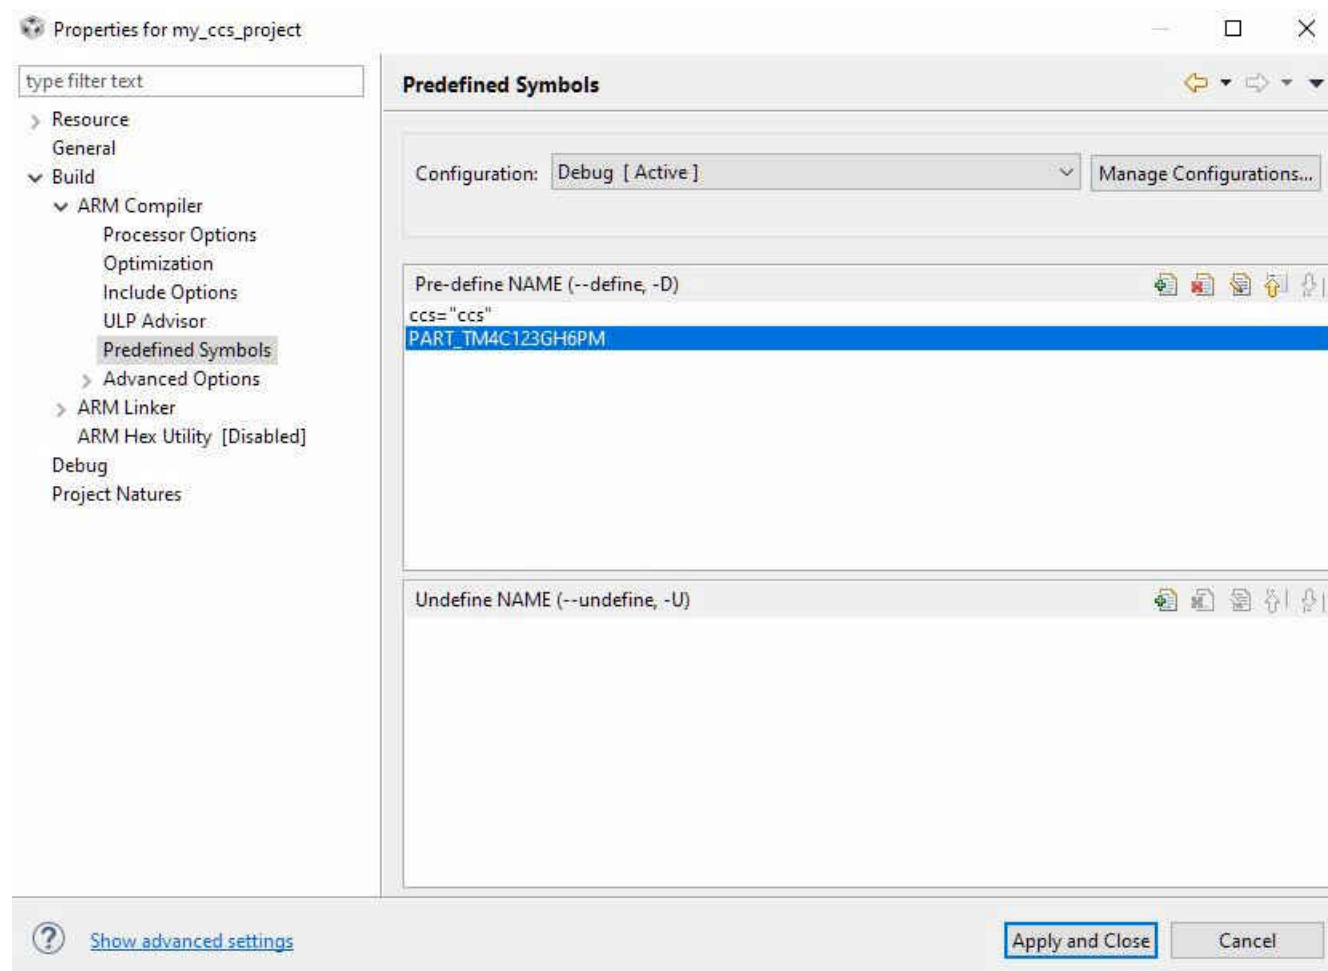 Properties for my_ccs_project
type filter text
Resource
General
Build
ARM Compiler
Processor Options
Optimization
Include Options
ULP Advisor
Predefined Symbols
Advanced Options
ARM Linker
ARM Hex Utility [Disabled]
Debug
Project Natures
Predefined Symbols
Configuration: Debug [ Active ] Manage Configurations...
Pre-define NAME (--define, -D)
ccs="ccs"
PART_TM4C123GH6PM
Undefine NAME (--undefine, -U)
Show advanced settings
Apply and Close Cancel